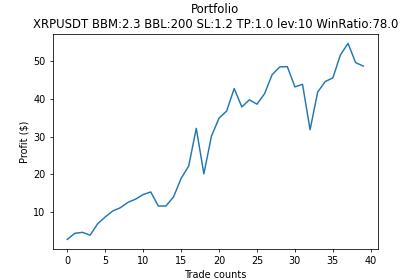 Portfolio
XRPUSDT BBM:2.3 BBL:200 SL:1.2 TP:1.0 lev:10 WinRatio:78.0
50
40
30
20
10
Profit ($)
0 5 10 15 20 25 30 35 40
Trade counts